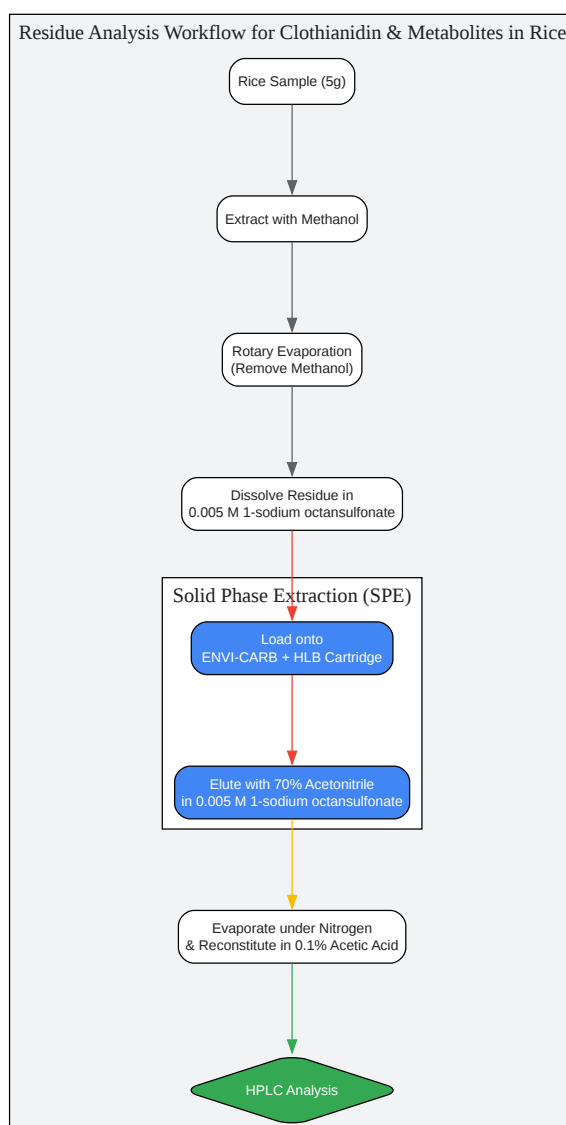 Residue Analysis Workflow for Clothianidin & Metabolites in Rice
Rice Sample (5g)
Extract with Methanol
Rotary Evaporation
(Remove Methanol)
Dissolve Residue in
0.005 M 1-sodium octansulfonate
Solid Phase Extraction (SPE)
Load onto
ENVI-CARB + HLB Cartridge
Elute with 70% Acetonitrile
in 0.005 M 1-sodium octansulfonate
Evaporate under Nitrogen
& Reconstitute in 0.1% Acetic Acid
HPLC Analysis